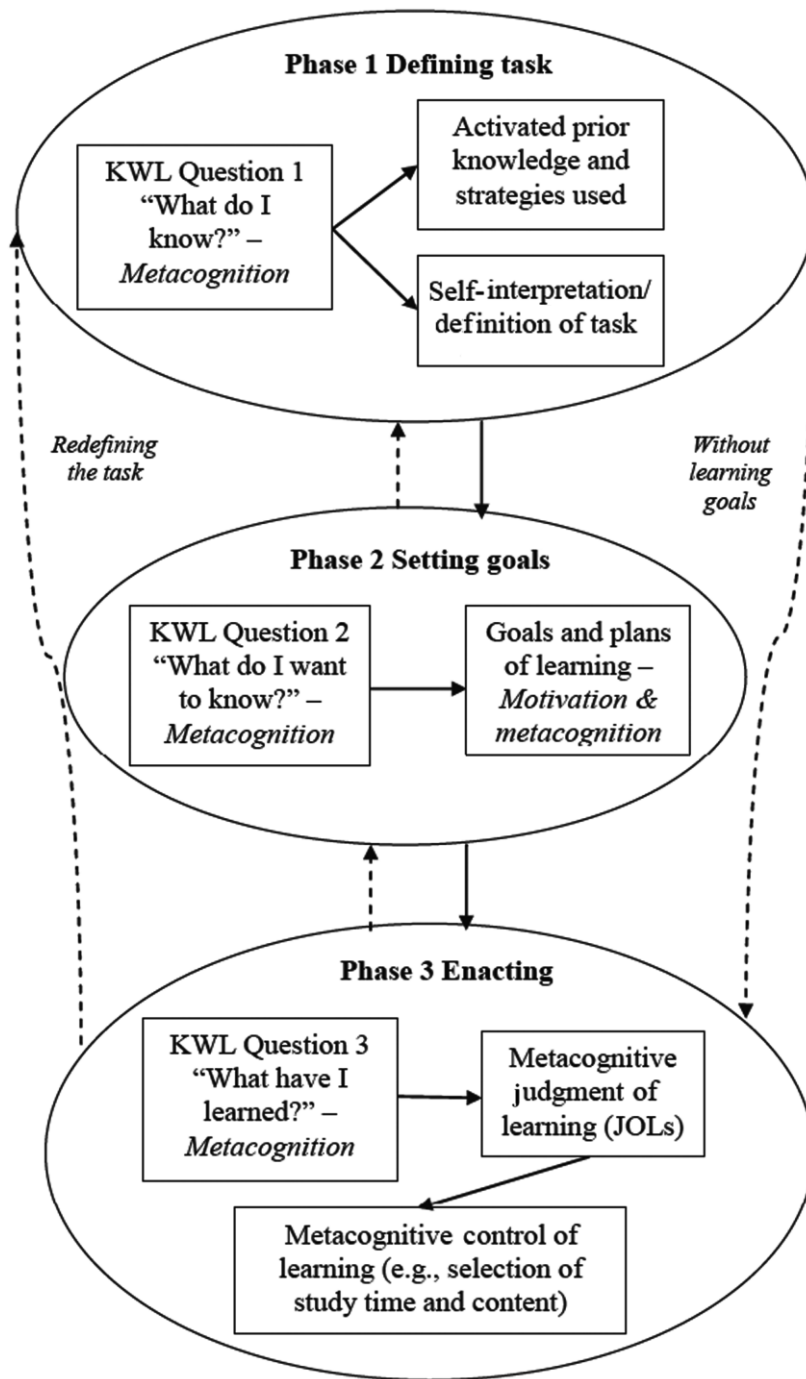 Phase 1 Defining task
KWL Question 1
“What do I
know?” –
Metacognition
Activated prior
knowledge and
strategies used
Self-interpretation/
definition of task
Redefining
the task
Without
learning
goals
Phase 2 Setting goals
KWL Question 2
“What do I want
to know?” –
Metacognition
Goals and plans
of learning –
Motivation &
metacognition
Phase 3 Enacting
KWL Question 3
“What have I
learned?” –
Metacognition
Metacognitive
judgment of
learning (JOLs)
Metacognitive control of
learning (e.g., selection of
study time and content)